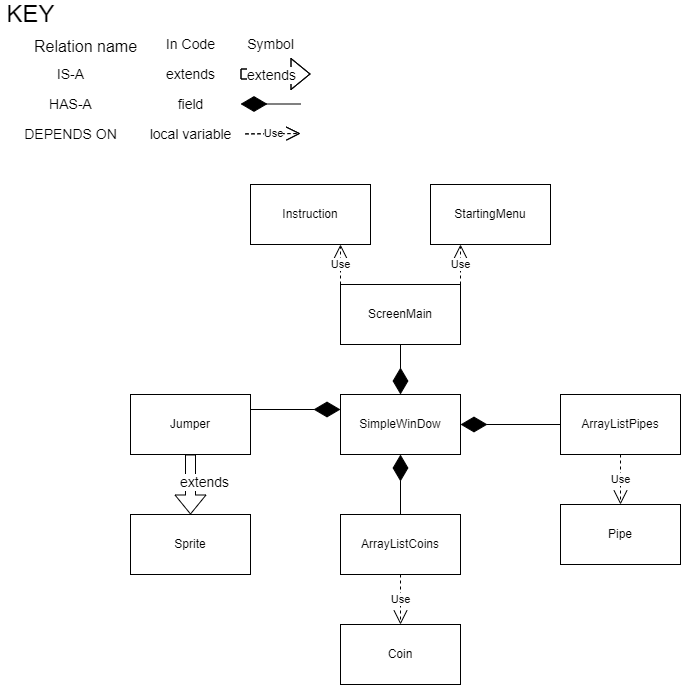 KEY
Relation name In Code Symbol
IS-A extends extends
HAS-A field
DEPENDS ON local variable Use
Instruction StartingMenu
Use Use
ScreenMain
Jumper SimpleWinDow ArrayListPipes
extends Use
Sprite ArrayListCoins Pipe
Use
Coin